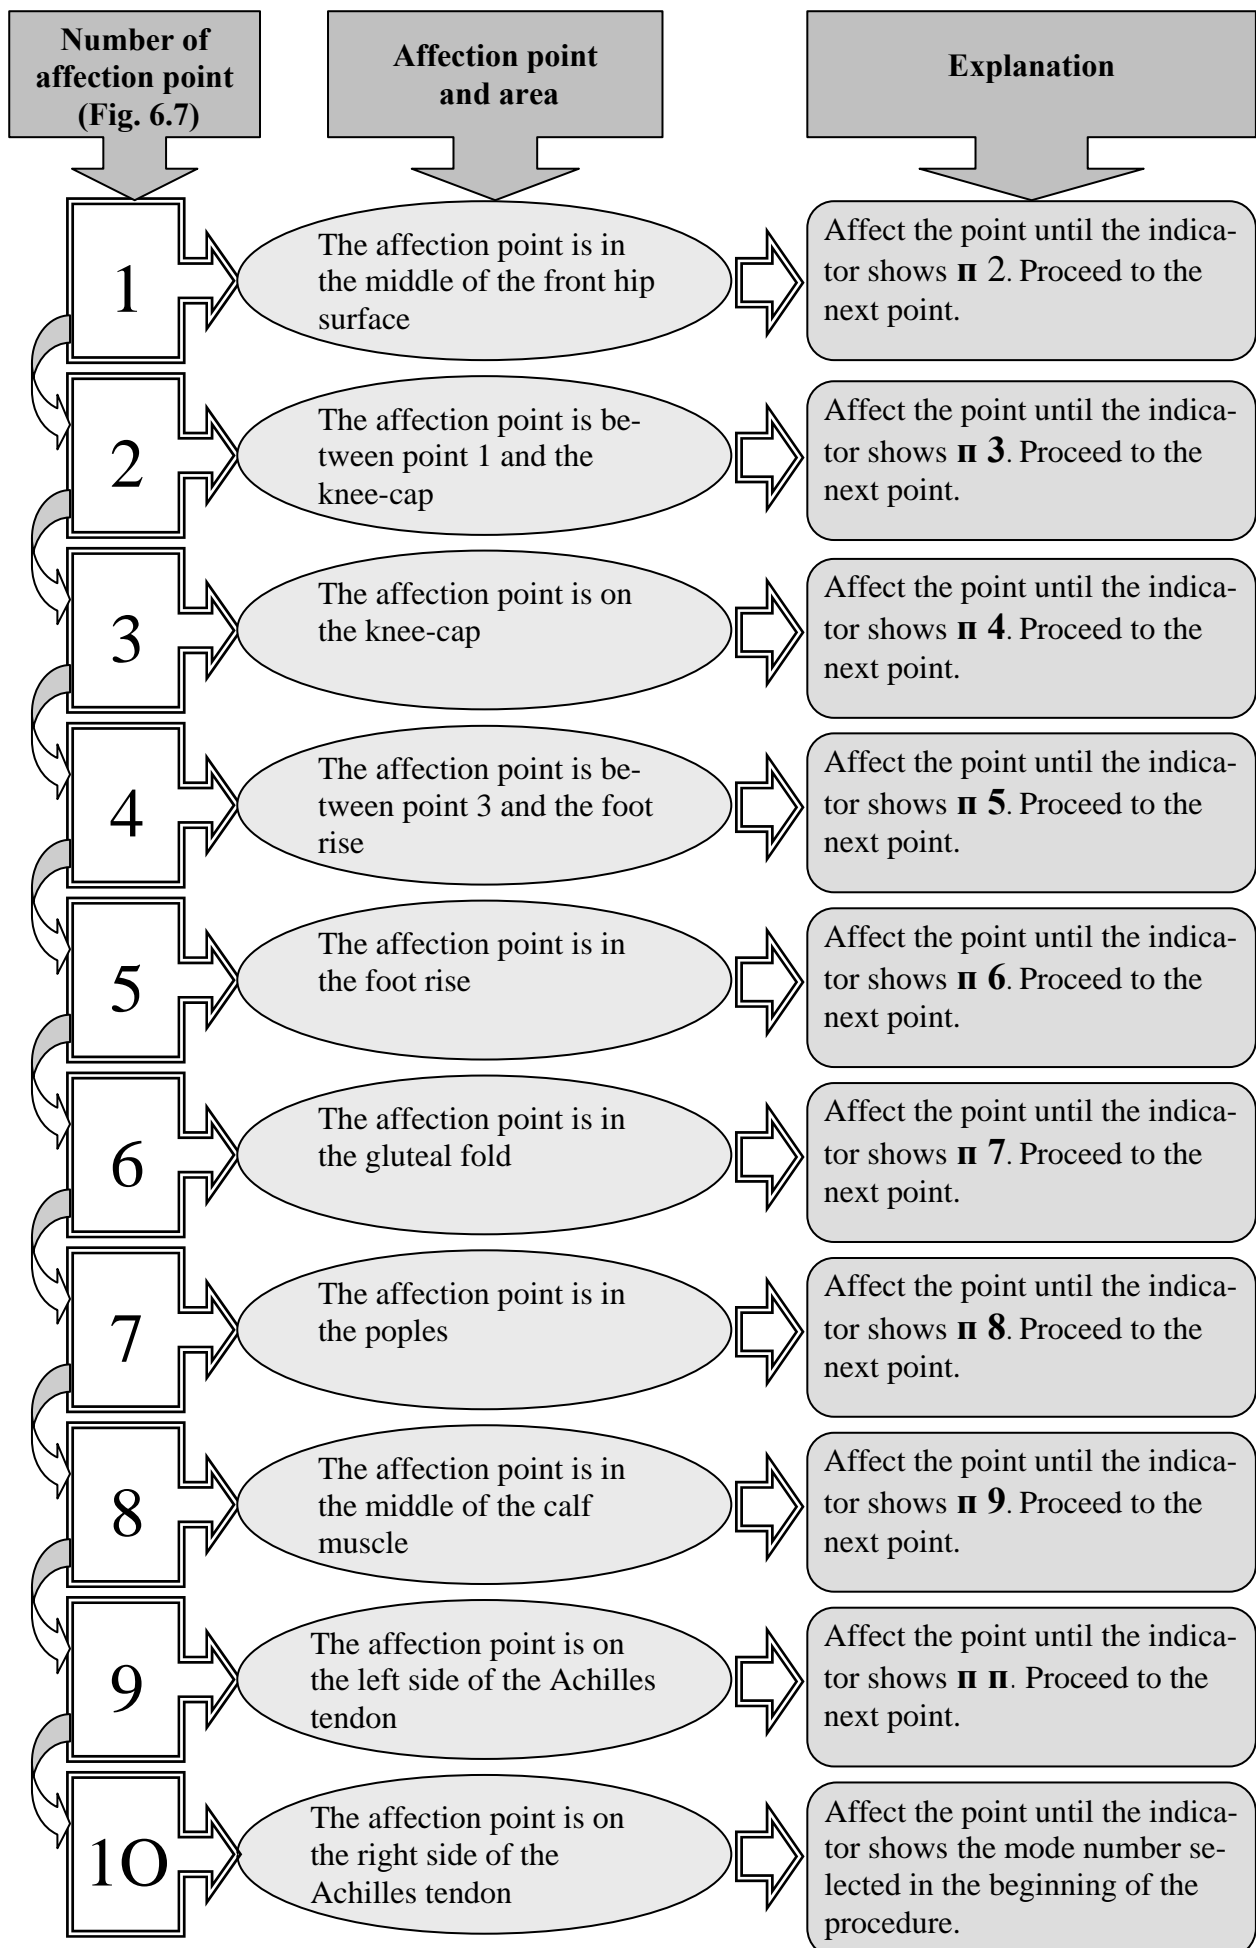 Number of
affection point
(Fig. 6.7)
Affection point
and area
Explanation
1
The affection point is in
the middle of the front hip
surface
Affect the point until the indica-
tor shows п 2. Proceed to the
next point.
2
The affection point is be-
tween point 1 and the
knee-cap
Affect the point until the indica-
tor shows п 3. Proceed to the
next point.
3
The affection point is on
the knee-cap
Affect the point until the indica-
tor shows п 4. Proceed to the
next point.
4
The affection point is be-
tween point 3 and the foot
rise
Affect the point until the indica-
tor shows п 5. Proceed to the
next point.
5
The affection point is in
the foot rise
Affect the point until the indica-
tor shows п 6. Proceed to the
next point.
6
The affection point is in
the gluteal fold
Affect the point until the indica-
tor shows п 7. Proceed to the
next point.
7
The affection point is in
the poples
Affect the point until the indica-
tor shows п 8. Proceed to the
next point.
8
The affection point is in
the middle of the calf
muscle
Affect the point until the indica-
tor shows п 9. Proceed to the
next point.
9
The affection point is on
the left side of the Achilles
tendon
Affect the point until the indica-
tor shows п п. Proceed to the
next point.
10
The affection point is on
the right side of the
Achilles tendon
Affect the point until the indica-
tor shows the mode number se-
lected in the beginning of the
procedure.